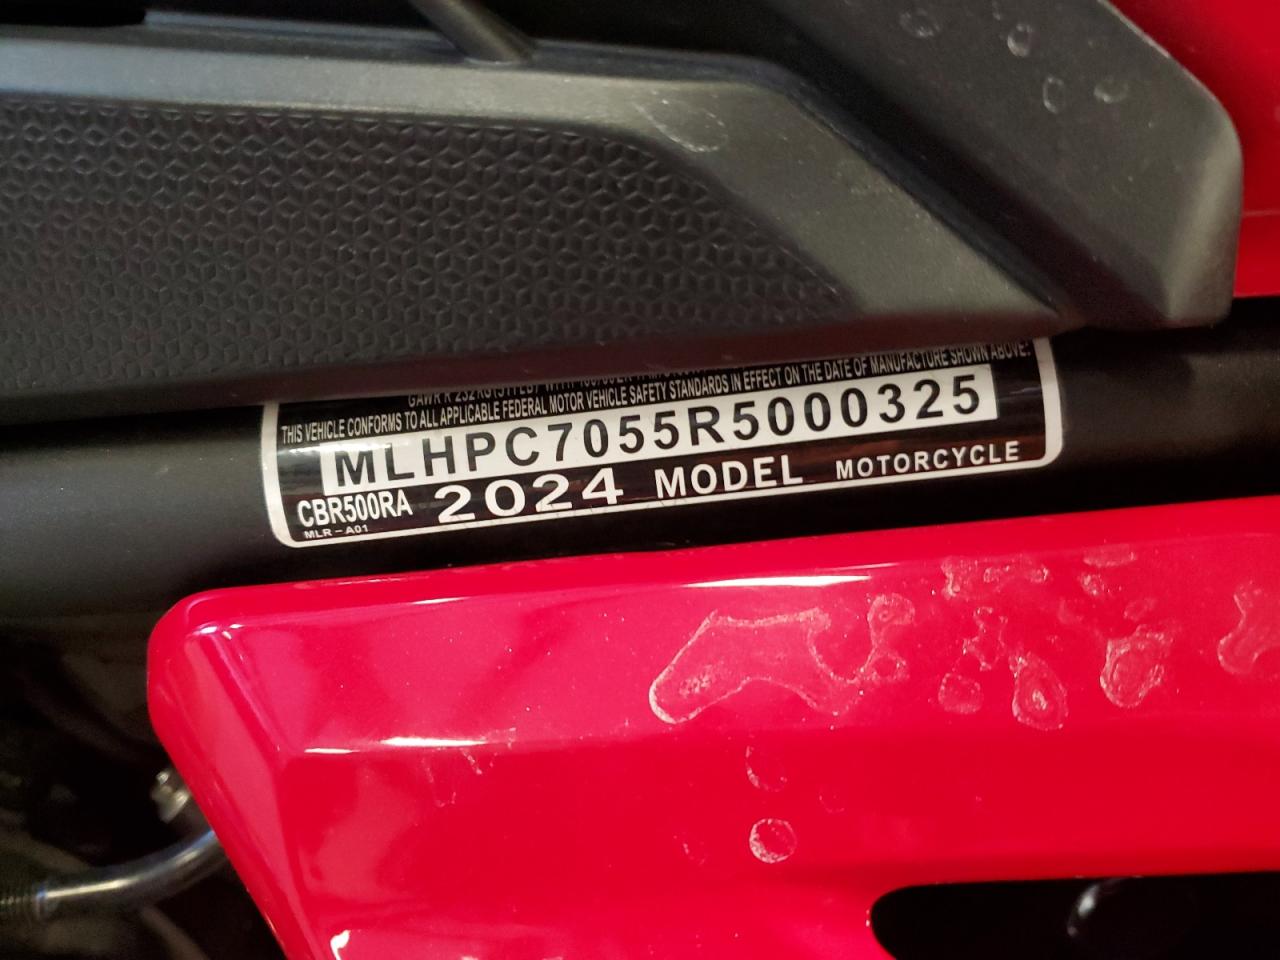 THIS VEHICLE CONFORMS TO ALL APPLICABLE FEDERAL MOTOR VEHICLE SAFETY STANDARDS IN EFFECT ON THE DATE OF MANUFACTURE SHOWN ABOVE.
MLHPC7055R5000325
CBR500RA 2024 MODEL MOTORCYCLE
MLR-A01